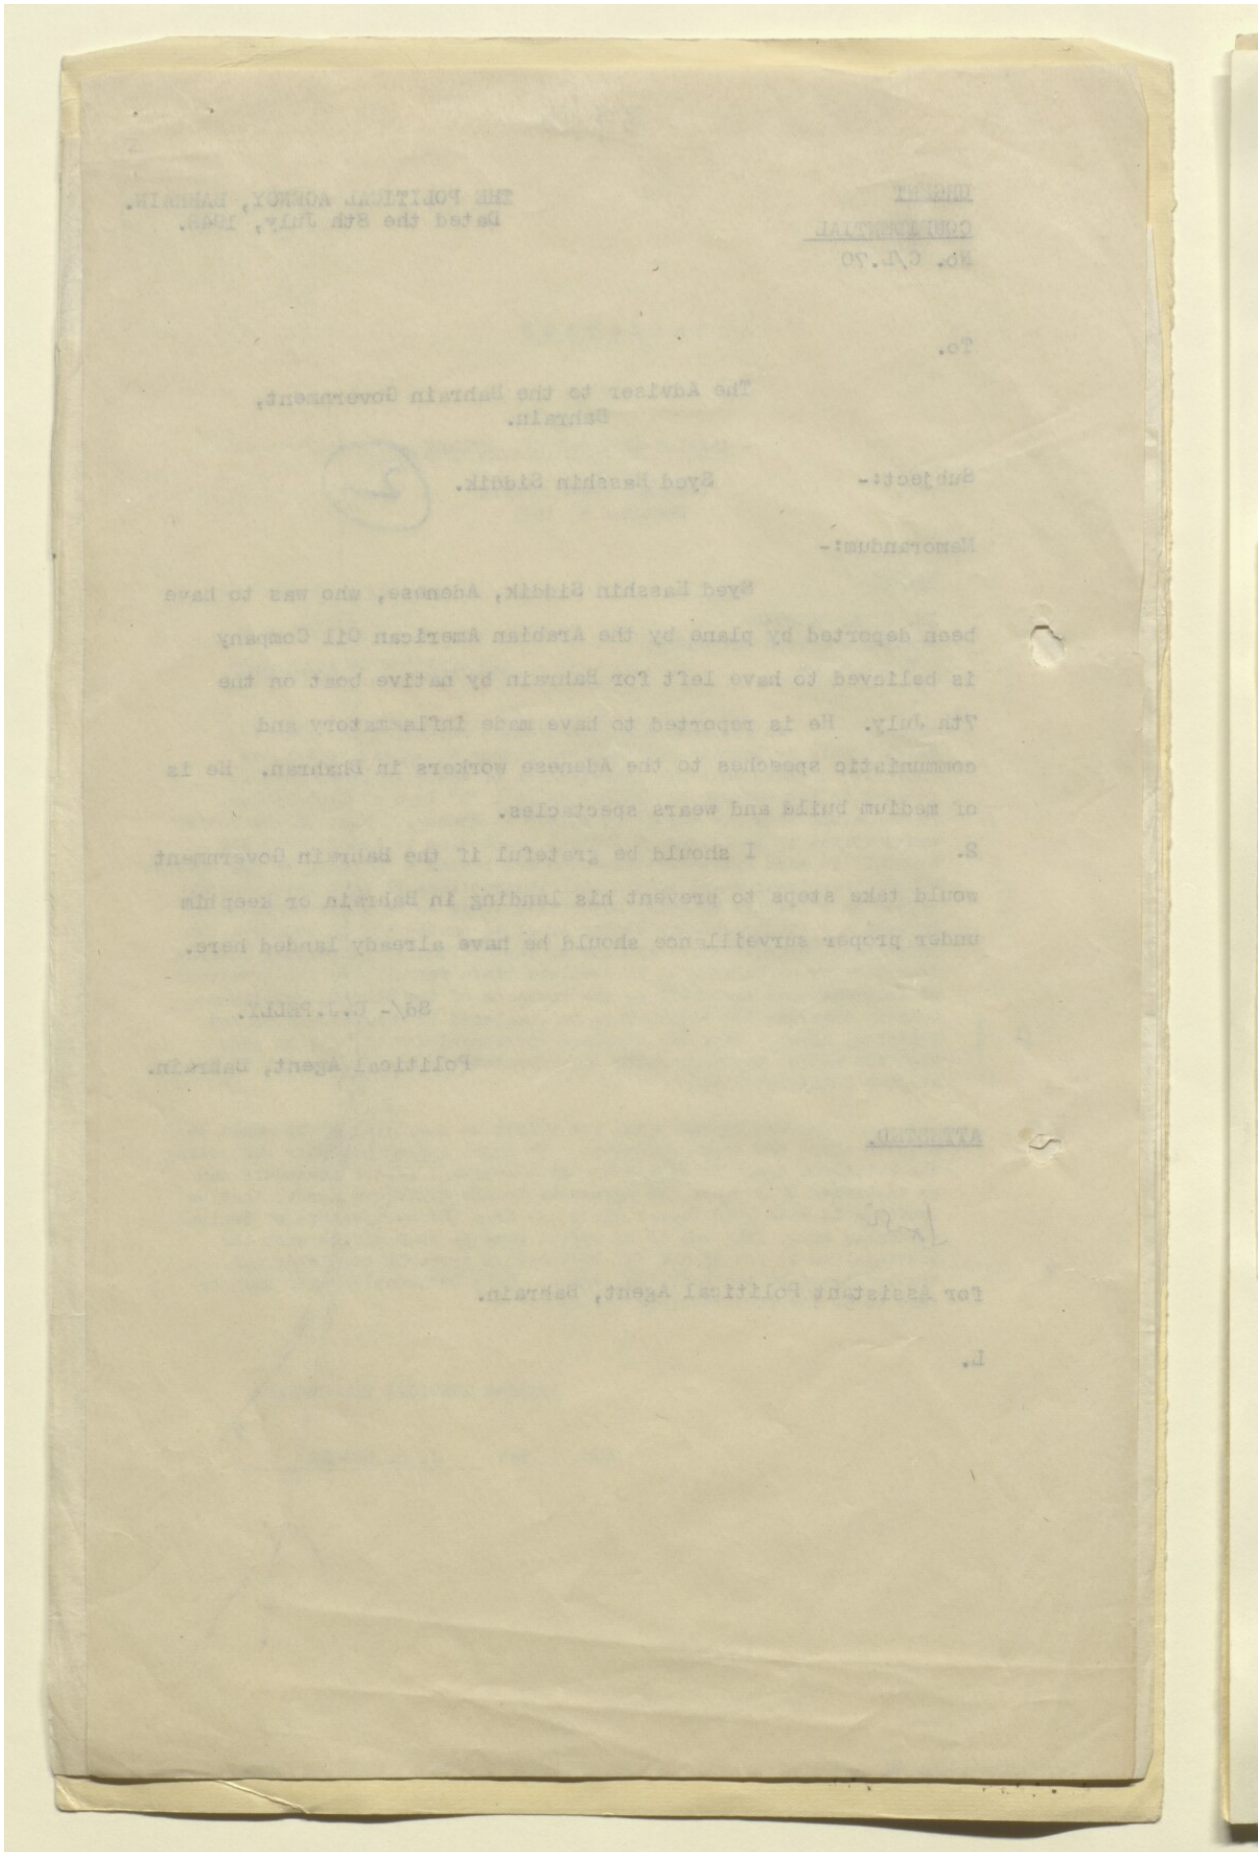 URGENT
CONFIDENTIAL
No. C/L.70
THE POLITICAL AGENCY, BAHRAIN.
Dated the 8th July, 1948.
To.
The Adviser to the Bahrain Government,
Bahrain.
Subject:- Syed Hasshin Siddik.
Memorandum:-
Syed Hasshin Siddik, Adenese, who was to have
been deported by plane by the Arabian American Oil Company
is believed to have left for Bahrain by native boat on the
7th July. He is reported to have made inflammatory and
communistic speeches to the Adenese workers in Dhahran. He is
of medium build and wears spectacles.
2. I should be grateful if the Bahrain Government
would take steps to prevent his landing in Bahrain or keephim
under proper surveillence should he have already landed here.
Sd/- C.J.PELLY.
Political Agent, Bahrain.
ATTESTED.
for Assistant Political Agent, Bahrain.
L.